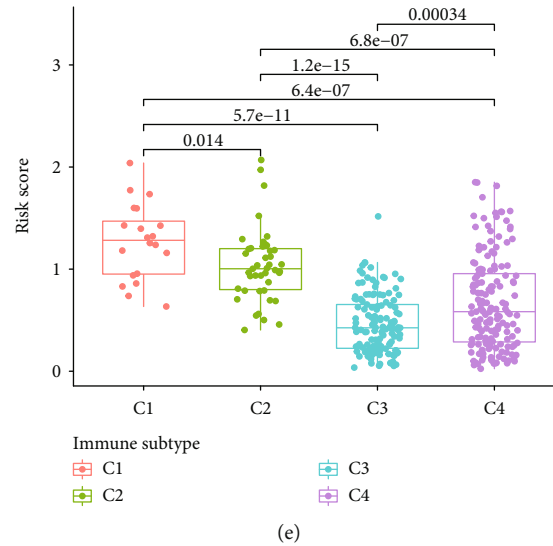 0.00034
6.8e−07
1.2e−15
6.4e−07
5.7e−11
0.014
Risk score
3
2
1
0
C1 C2 C3 C4
Immune subtype
C1 C3
C2 C4
(e)